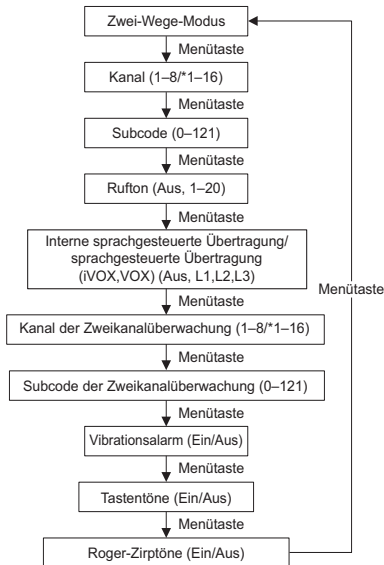 Zwei-Wege-Modus
Menütaste
Kanal (1–8/*1–16)
Menütaste
Subcode (0–121)
Menütaste
Rufton (Aus, 1–20)
Menütaste
Interne sprachgesteuerte Übertragung/
sprachgesteuerte Übertragung
(iVOX,VOX) (Aus, L1,L2,L3)
Menütaste
Menütaste
Kanal der Zweikanalüberwachung (1–8/*1–16)
Menütaste
Subcode der Zweikanalüberwachung (0–121)
Menütaste
Vibrationsalarm (Ein/Aus)
Menütaste
Tastentöne (Ein/Aus)
Menütaste
Roger-Zirptöne (Ein/Aus)